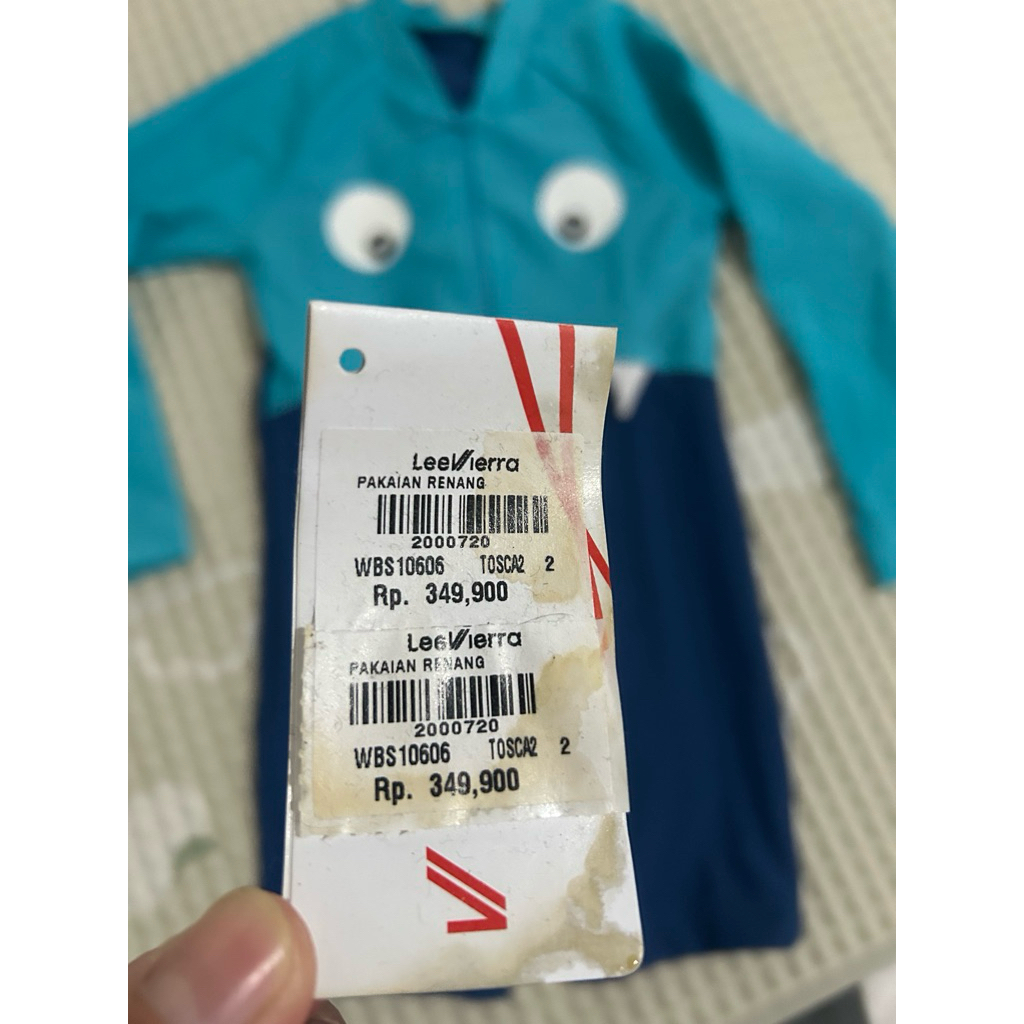 LeeVierra
PAKAIAN RENANG
2000720
WBS10606 TOSCA2 2
Rp. 349,900
LeeVierra
PAKAIAN RENANG
2000720
WBS10606 TOSCA2 2
Rp. 349,900